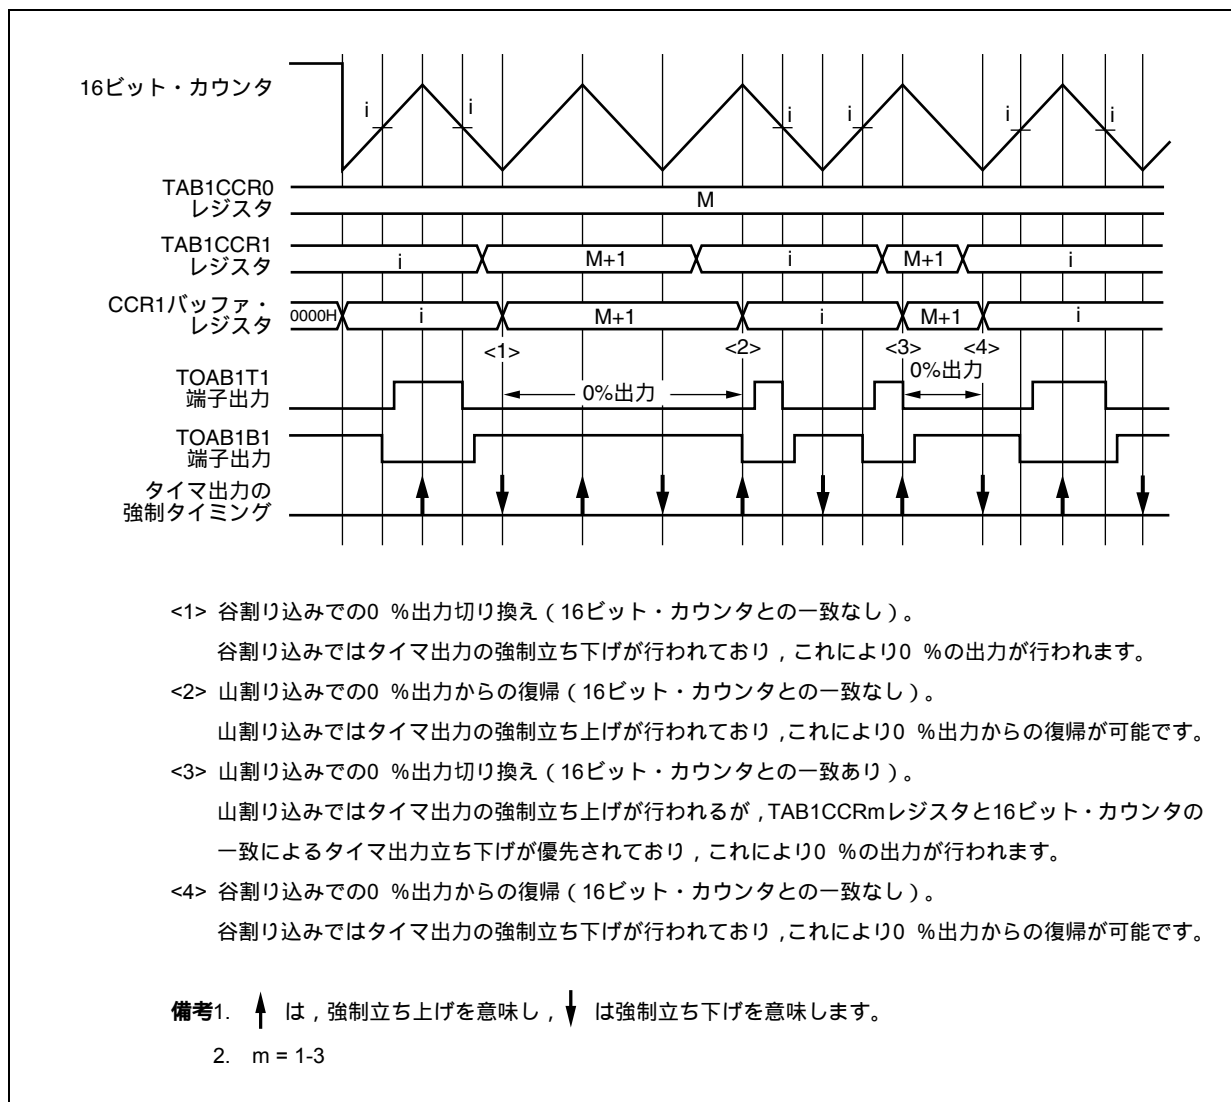 16ビット・カウンタ
i i i i i i
TAB1CCR0
レジスタ
M
TAB1CCR1
レジスタ
i M+1 i M+1 i
CCR1バッファ・
レジスタ
0000H i M+1 i M+1 i
<1> <2> <3> <4>
TOAB1T1
端子出力
0%出力 0%出力
TOAB1B1
端子出力
タイマ出力の
強制タイミング
<1> 谷割り込みでの0 %出力切り換え(16ビット・カウンタとの一致なし)。
谷割り込みではタイマ出力の強制立ち下げが行われており,これにより0 %の出力が行われます。
<2> 山割り込みでの0 %出力からの復帰(16ビット・カウンタとの一致なし)。
山割り込みではタイマ出力の強制立ち上げが行われており,これにより0 %出力からの復帰が可能です。
<3> 山割り込みでの0 %出力切り換え(16ビット・カウンタとの一致あり)。
山割り込みではタイマ出力の強制立ち上げが行われるが,TAB1CCRmレジスタと16ビット・カウンタの
一致によるタイマ出力立ち下げが優先されており,これにより0 %の出力が行われます。
<4> 谷割り込みでの0 %出力からの復帰(16ビット・カウンタとの一致なし)。
谷割り込みではタイマ出力の強制立ち下げが行われており,これにより0 %出力からの復帰が可能です。
備考1. ↑ は,強制立ち上げを意味し,↓ は強制立ち下げを意味します。
2. m = 1-3